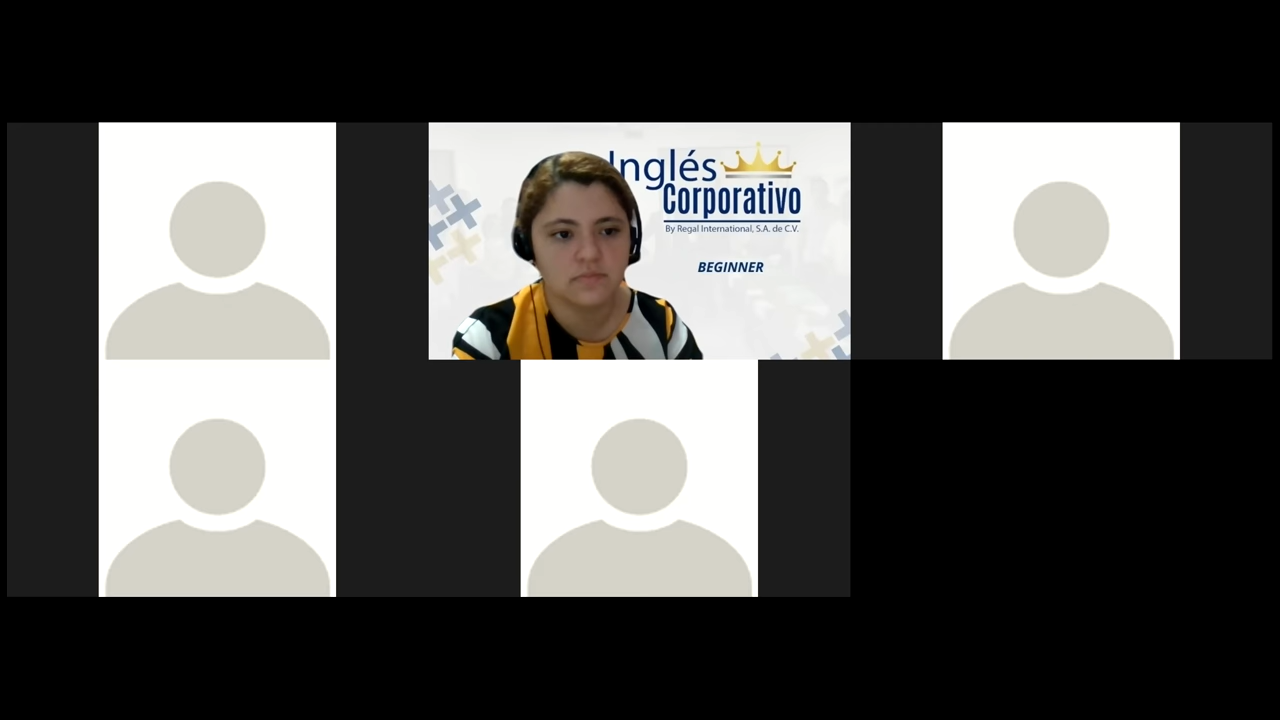 Inglés
Corporativo
By Regal International, S.A. de C.V.
BEGINNER